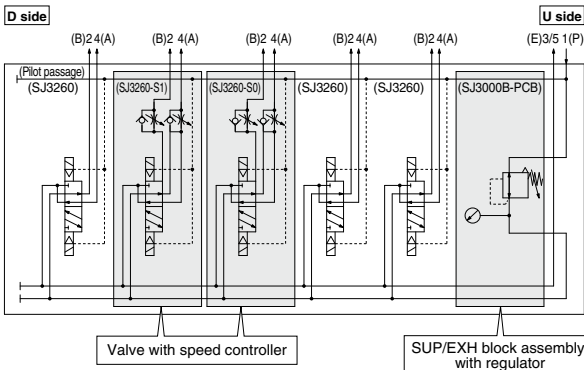 D side
U side
(B)2 4(A)
(B)2 4(A)
(B)2 4(A)
(B)2 4(A)
(B)2 4(A)
(E)3/5 1(P)
(Pilot passage)
(SJ3260)
(SJ3260-S1)
(SJ3260-S0)
(SJ3260)
(SJ3260)
(SJ3000B-PCB)
Valve with speed controller
SUP/EXH block assembly
with regulator